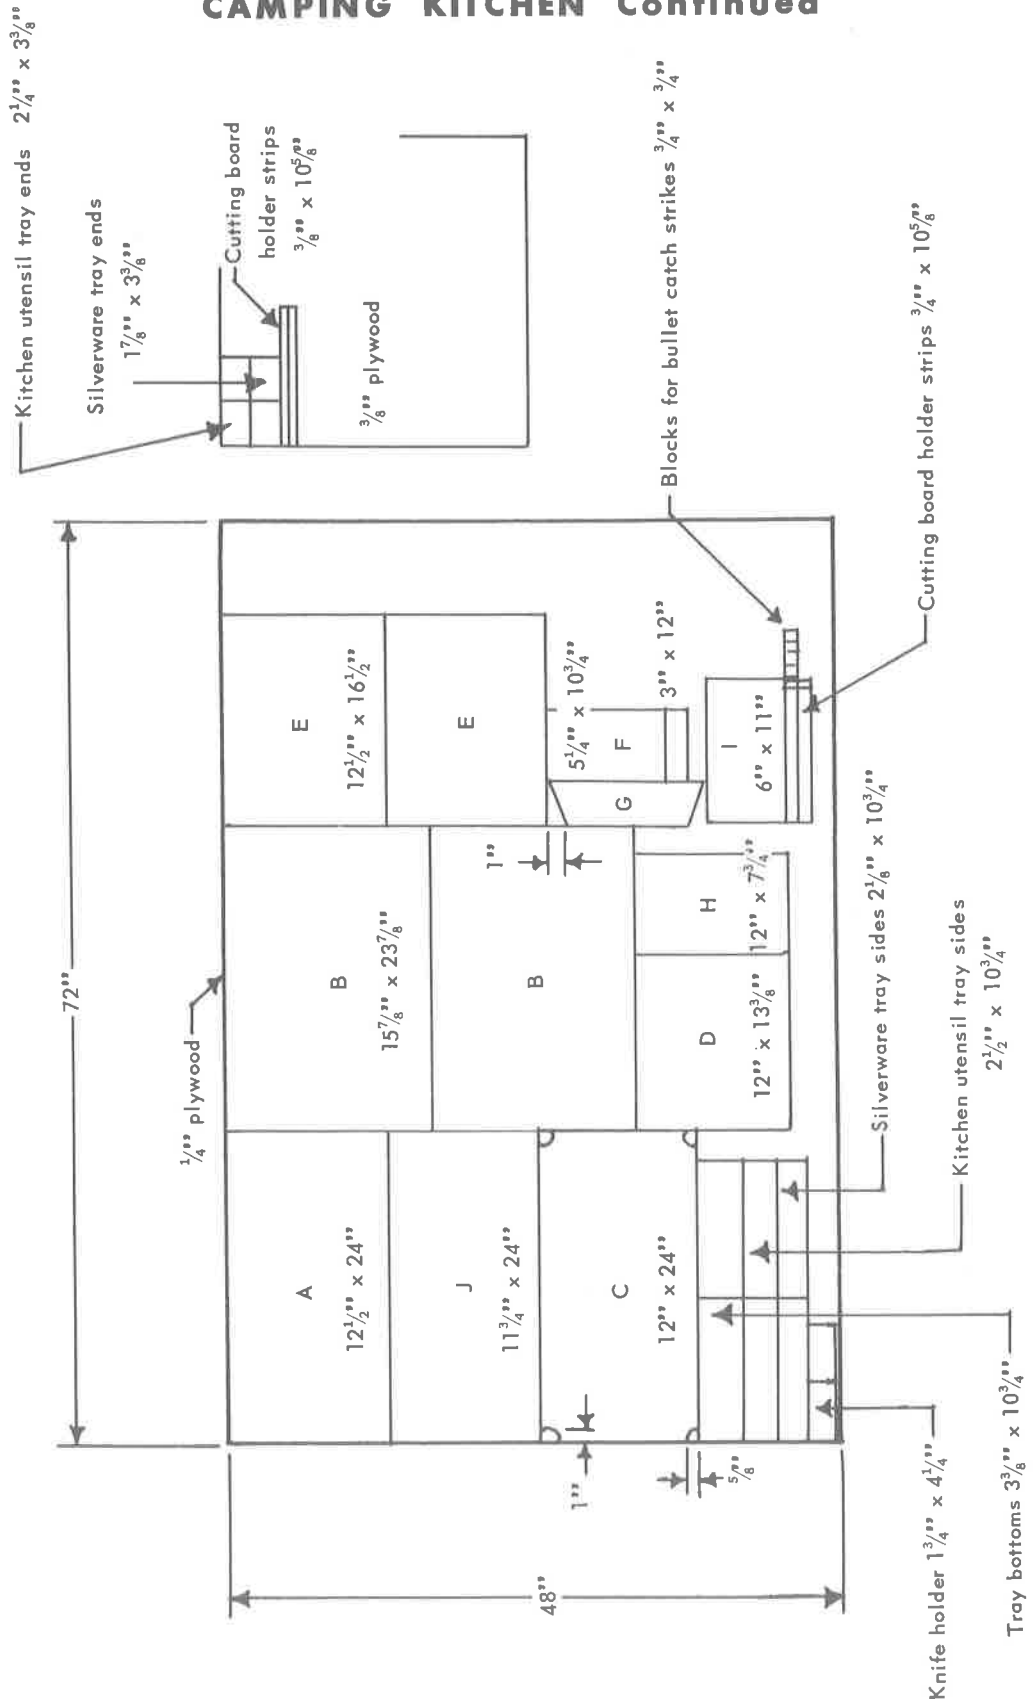 CAMPING KITCHEN Continued
Kitchen utensil tray ends 2¼" x 3⅜"
Silverware tray ends
1⅞" x 3⅜"
Cutting board
holder strips
⅜" x 10⅝"
⅜" plywood
72"
¼" plywood
48"
A
12½" x 24"
J
11¾" x 24"
C
12" x 24"
1"
⅝"
B
15⅞" x 23⅞"
B
D
12" x 13⅜"
H
12" x 7¾"
E
12½" x 16½"
E
1"
5¼" x 10¾"
F
3" x 12"
G
I
6" x 11"
Blocks for bullet catch strikes ¾" x ¾"
Cutting board holder strips ¾" x 10⅝"
Silverware tray sides 2⅛" x 10¾"
Kitchen utensil tray sides
2½" x 10¾"
Knife holder 1¾" x 4¼"
Tray bottoms 3⅜" x 10¾"